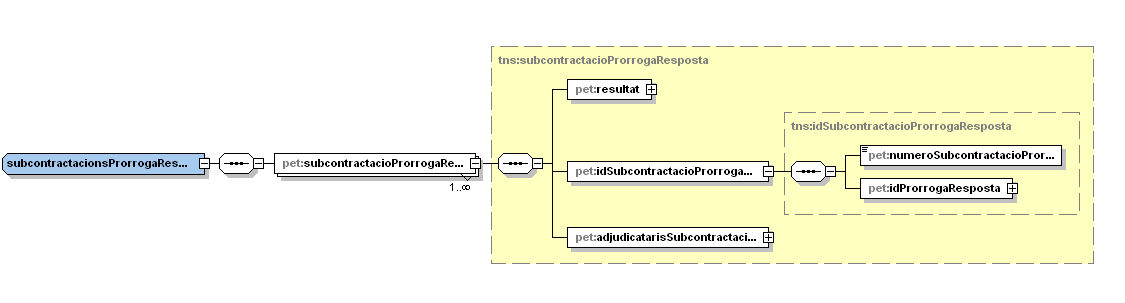 tns:subcontractacioProrrogaResposta
pet:resultat
tns:idSubcontractacioProrrogaResposta
subcontractacionsProrrogaRes...
pet:subcontractacioProrrogaRe...
1..∞
pet:idSubcontractacioProrroga...
pet:numeroSubcontractacioPror...
pet:idProrrogaResposta
pet:adjudicatarisSubcontractaci...